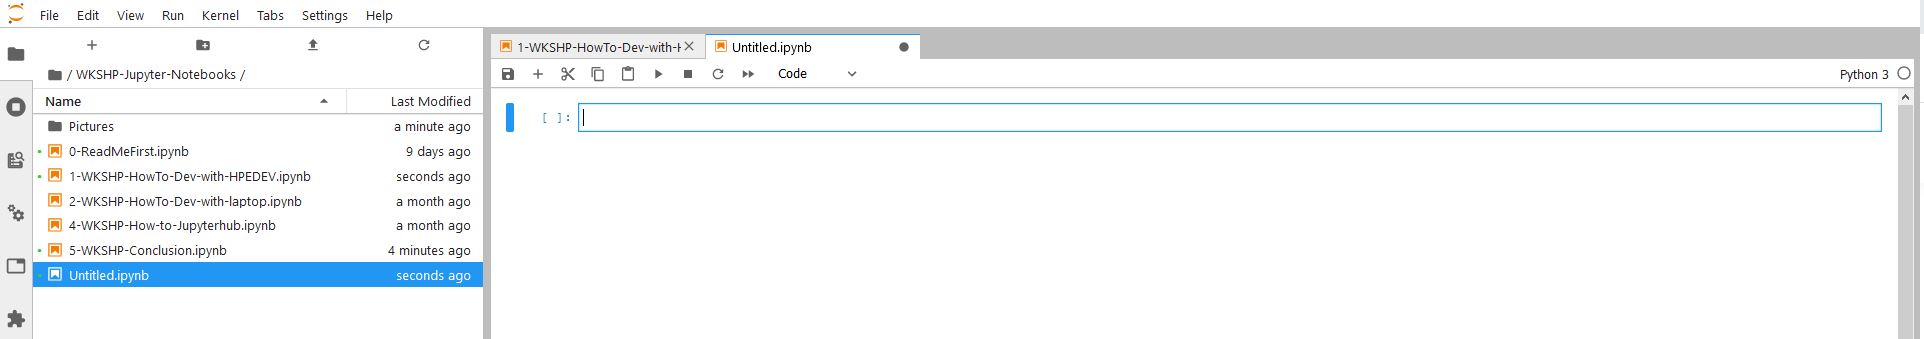 File Edit View Run Kernel Tabs Settings Help
/ WKSHP-Jupyter-Notebooks /
Name Last Modified
Pictures a minute ago
0-ReadMeFirst.ipynb 9 days ago
1-WKSHP-HowTo-Dev-with-HPEDEV.ipynb seconds ago
2-WKSHP-HowTo-Dev-with-laptop.ipynb a month ago
4-WKSHP-How-to-Jupyterhub.ipynb a month ago
5-WKSHP-Conclusion.ipynb 4 minutes ago
Untitled.ipynb seconds ago
1-WKSHP-HowTo-Dev-with-H Untitled.ipynb
Code Python 3
[ ]: